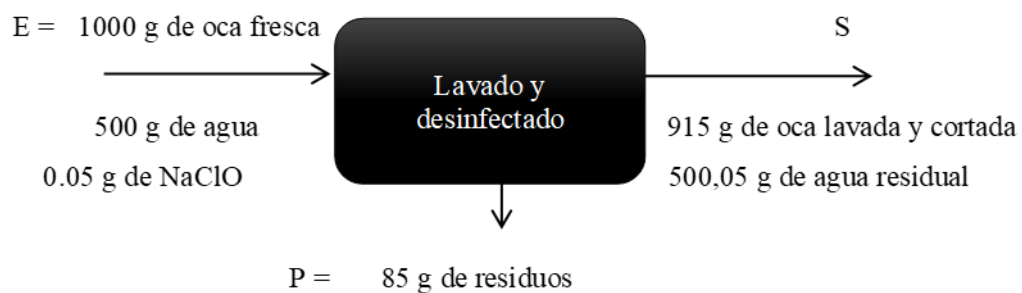 E = 1000 g de oca fresca
S
Lavado y
desinfectado
500 g de agua
0.05 g de NaClO
915 g de oca lavada y cortada
500,05 g de agua residual
P = 85 g de residuos